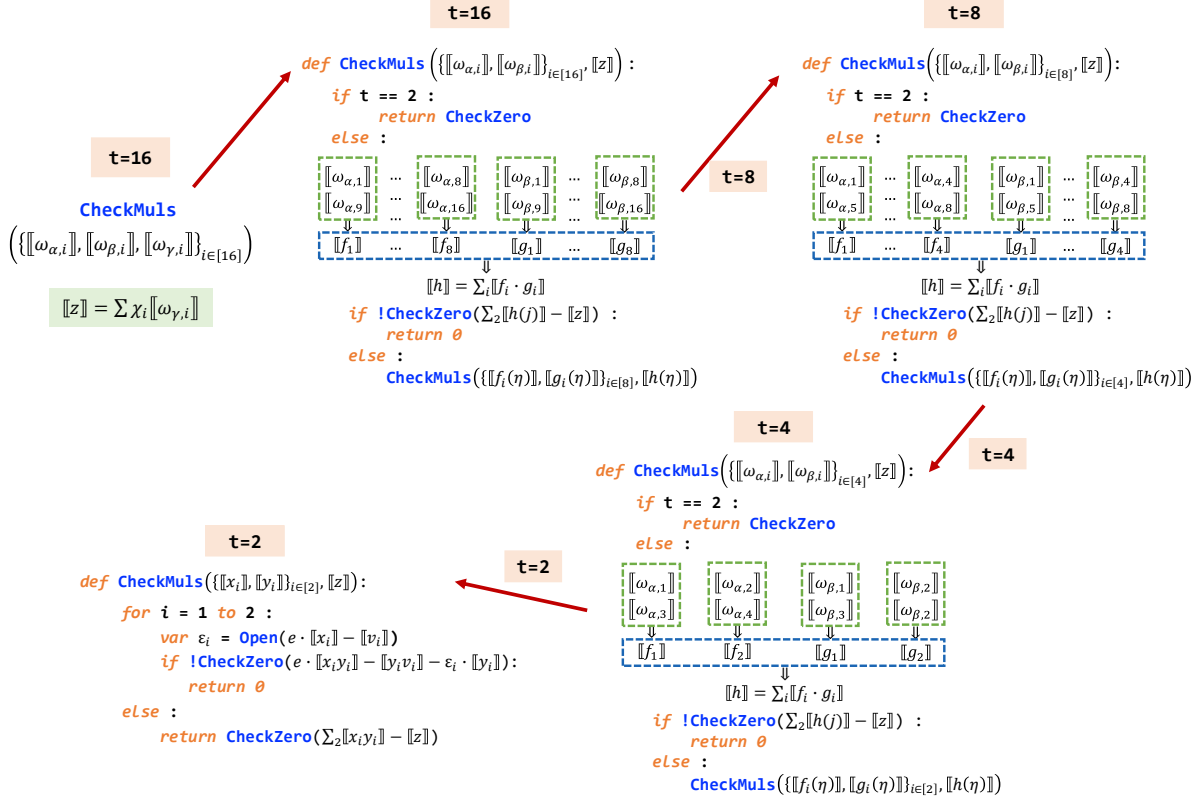 t=16
CheckMuls
({⟦ω_{α,i}⟧, ⟦ω_{β,i}⟧, ⟦ω_{γ,i}⟧}_{i∈[16]})
⟦z⟧ = ∑ χ_i⟦ω_{γ,i}⟧
t=16
def CheckMuls ({⟦ω_{α,i}⟧, ⟦ω_{β,i}⟧}_{i∈[16]}, ⟦z⟧) :
if t == 2 :
return CheckZero
else :
⟦ω_{α,1}⟧ ... ⟦ω_{α,8}⟧ ⟦ω_{β,1}⟧ ... ⟦ω_{β,8}⟧
⟦ω_{α,9}⟧ ... ⟦ω_{α,16}⟧ ⟦ω_{β,9}⟧ ... ⟦ω_{β,16}⟧
... ...
⇓ ⇓ ⇓ ⇓
⟦f_1⟧ ... ⟦f_8⟧ ⟦g_1⟧ ... ⟦g_8⟧
⇓
⟦h⟧ = ∑_i⟦f_i · g_i⟧
if !CheckZero(∑_2⟦h(j)⟧ − ⟦z⟧) :
return 0
else :
CheckMuls({⟦f_i(η)⟧, ⟦g_i(η)⟧}_{i∈[8]}, ⟦h(η)⟧)
t=8
t=8
def CheckMuls({⟦ω_{α,i}⟧, ⟦ω_{β,i}⟧}_{i∈[8]}, ⟦z⟧):
if t == 2 :
return CheckZero
else :
⟦ω_{α,1}⟧ ... ⟦ω_{α,4}⟧ ⟦ω_{β,1}⟧ ... ⟦ω_{β,4}⟧
⟦ω_{α,5}⟧ ... ⟦ω_{α,8}⟧ ⟦ω_{β,5}⟧ ... ⟦ω_{β,8}⟧
... ...
⇓ ⇓ ⇓ ⇓
⟦f_1⟧ ... ⟦f_4⟧ ⟦g_1⟧ ... ⟦g_4⟧
⇓
⟦h⟧ = ∑_i⟦f_i · g_i⟧
if !CheckZero(∑_2⟦h(j)⟧ − ⟦z⟧) :
return 0
else :
CheckMuls({⟦f_i(η)⟧, ⟦g_i(η)⟧}_{i∈[4]}, ⟦h(η)⟧)
t=4
t=4
def CheckMuls({⟦ω_{α,i}⟧, ⟦ω_{β,i}⟧}_{i∈[4]}, ⟦z⟧):
if t == 2 :
return CheckZero
else :
⟦ω_{α,1}⟧ ⟦ω_{α,2}⟧ ⟦ω_{β,1}⟧ ⟦ω_{β,2}⟧
⟦ω_{α,3}⟧ ⟦ω_{α,4}⟧ ⟦ω_{β,3}⟧ ⟦ω_{β,2}⟧
⇓ ⇓ ⇓ ⇓
⟦f_1⟧ ⟦f_2⟧ ⟦g_1⟧ ⟦g_2⟧
⇓
⟦h⟧ = ∑_i⟦f_i · g_i⟧
if !CheckZero(∑_2⟦h(j)⟧ − ⟦z⟧) :
return 0
else :
CheckMuls({⟦f_i(η)⟧, ⟦g_i(η)⟧}_{i∈[2]}, ⟦h(η)⟧)
t=2
t=2
def CheckMuls({⟦x_i⟧, ⟦y_i⟧}_{i∈[2]}, ⟦z⟧):
for i = 1 to 2 :
var ε_i = Open(e · ⟦x_i⟧ − ⟦v_i⟧)
if !CheckZero(e · ⟦x_iy_i⟧ − ⟦y_iv_i⟧ − ε_i · ⟦y_i⟧):
return 0
else :
return CheckZero(∑_2⟦x_iy_i⟧ − ⟦z⟧)